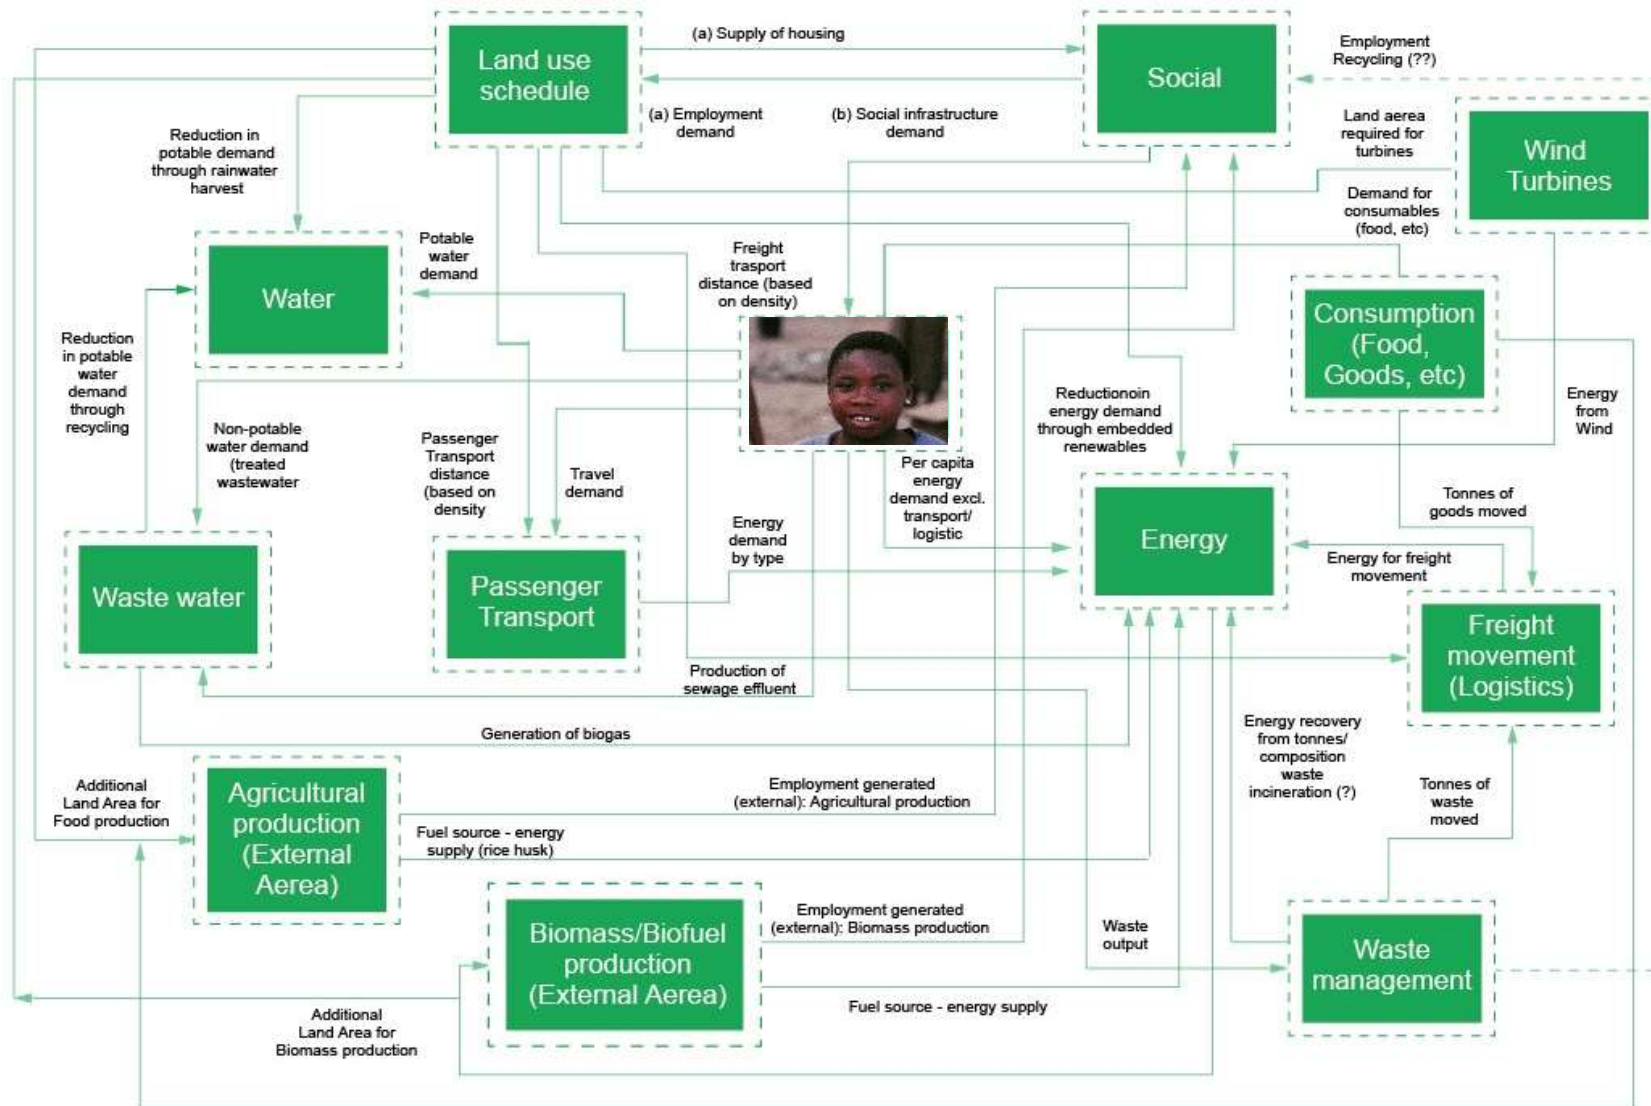 Land use
schedule
(a) Supply of housing
Social
Employment
Recycling (??)
(a) Employment
demand
(b) Social infrastructure
demand
Land aerea
required for
turbines
Wind
Turbines
Reduction in
potable demand
through rainwater
harvest
Demand for
consumables
(food, etc)
Water
Potable
water
demand
Freight
trasport
distance (based
on density)
Consumption
(Food,
Goods, etc)
Reduction
in potable
water
demand
through
recycling
Non-potable
water demand
(treated
wastewater
Passenger
Transport
distance
(based on
density
Travel
demand
Per capita
energy
demand excl.
transport/
logistic
Reductionoin
energy demand
through embedded
renewables
Energy
from
Wind
Tonnes of
goods moved
Energy
demand
by type
Energy
Energy for freight
movement
Waste water
Passenger
Transport
Freight
movement
(Logistics)
Production of
sewage effluent
Generation of biogas
Energy recovery
from tonnes/
composition
waste
incineration (?)
Tonnes of
waste
moved
Additional
Land Area for
Food production
Agricultural
production
(External
Aerea)
Employment generated
(external): Agricultural production
Fuel source - energy
supply (rice husk)
Biomass/Biofuel
production
(External Aerea)
Employment generated
(external): Biomass production
Waste
output
Waste
management
Fuel source - energy supply
Additional
Land Area for
Biomass production